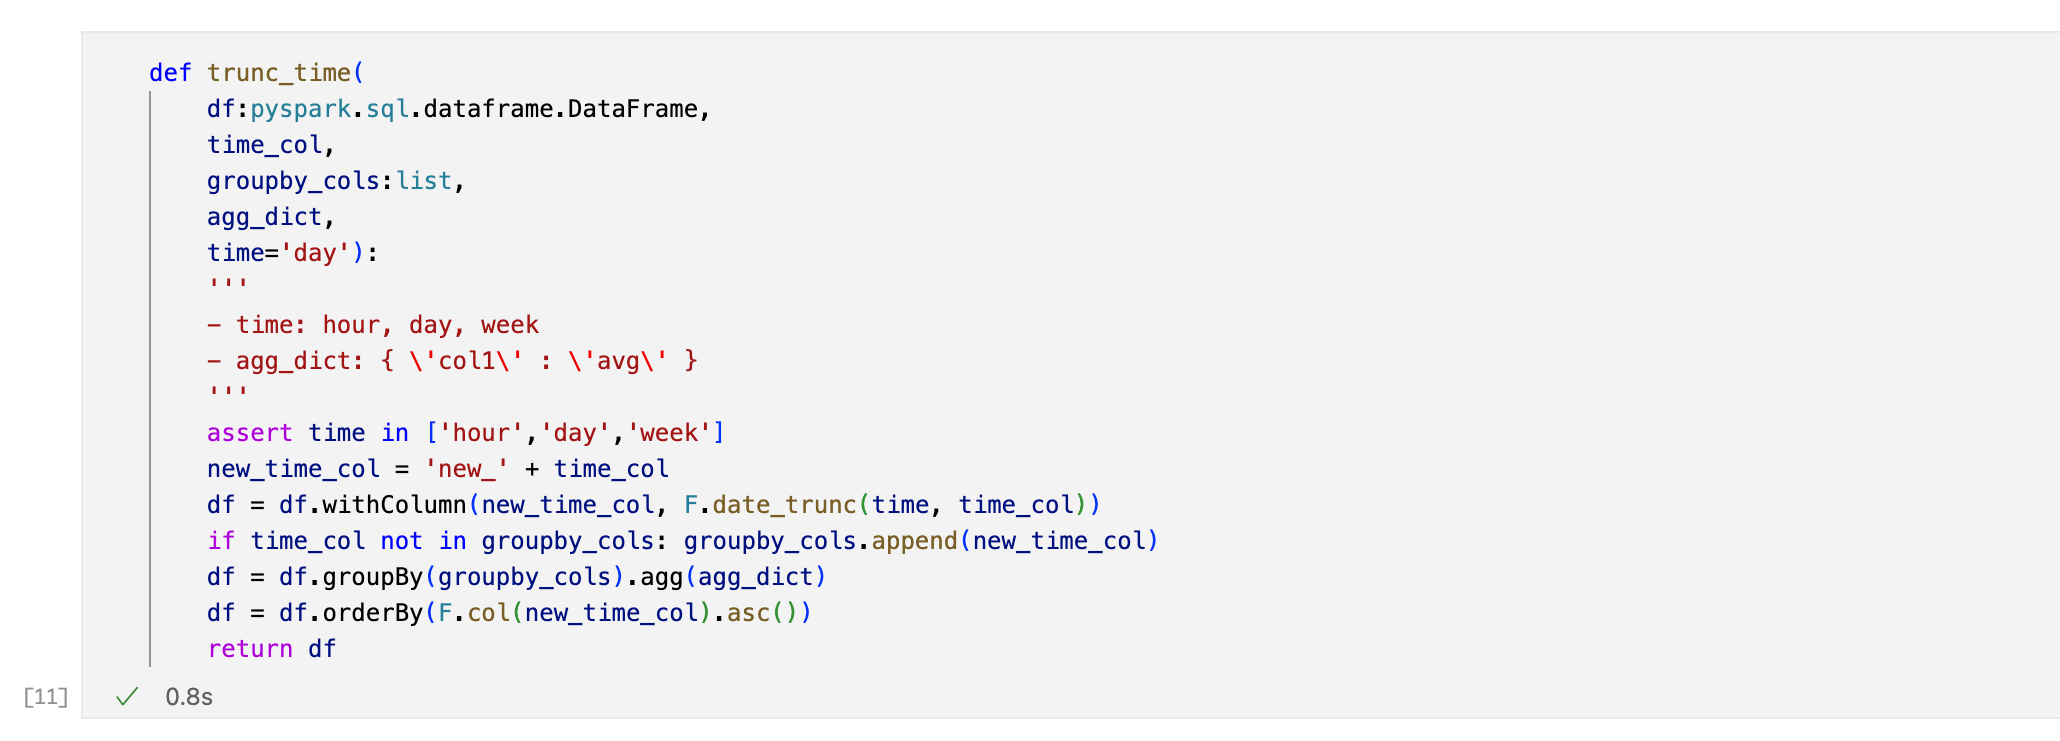 def trunc_time(
    df:pyspark.sql.dataframe.DataFrame,
    time_col,
    groupby_cols:list,
    agg_dict,
    time='day'):
    '''
    - time: hour, day, week
    - agg_dict: { \'col1\' : \'avg\' }
    '''
    assert time in ['hour','day','week']
    new_time_col = 'new_' + time_col
    df = df.withColumn(new_time_col, F.date_trunc(time, time_col))
    if time_col not in groupby_cols: groupby_cols.append(new_time_col)
    df = df.groupBy(groupby_cols).agg(agg_dict)
    df = df.orderBy(F.col(new_time_col).asc())
    return df
[11] ✓ 0.8s